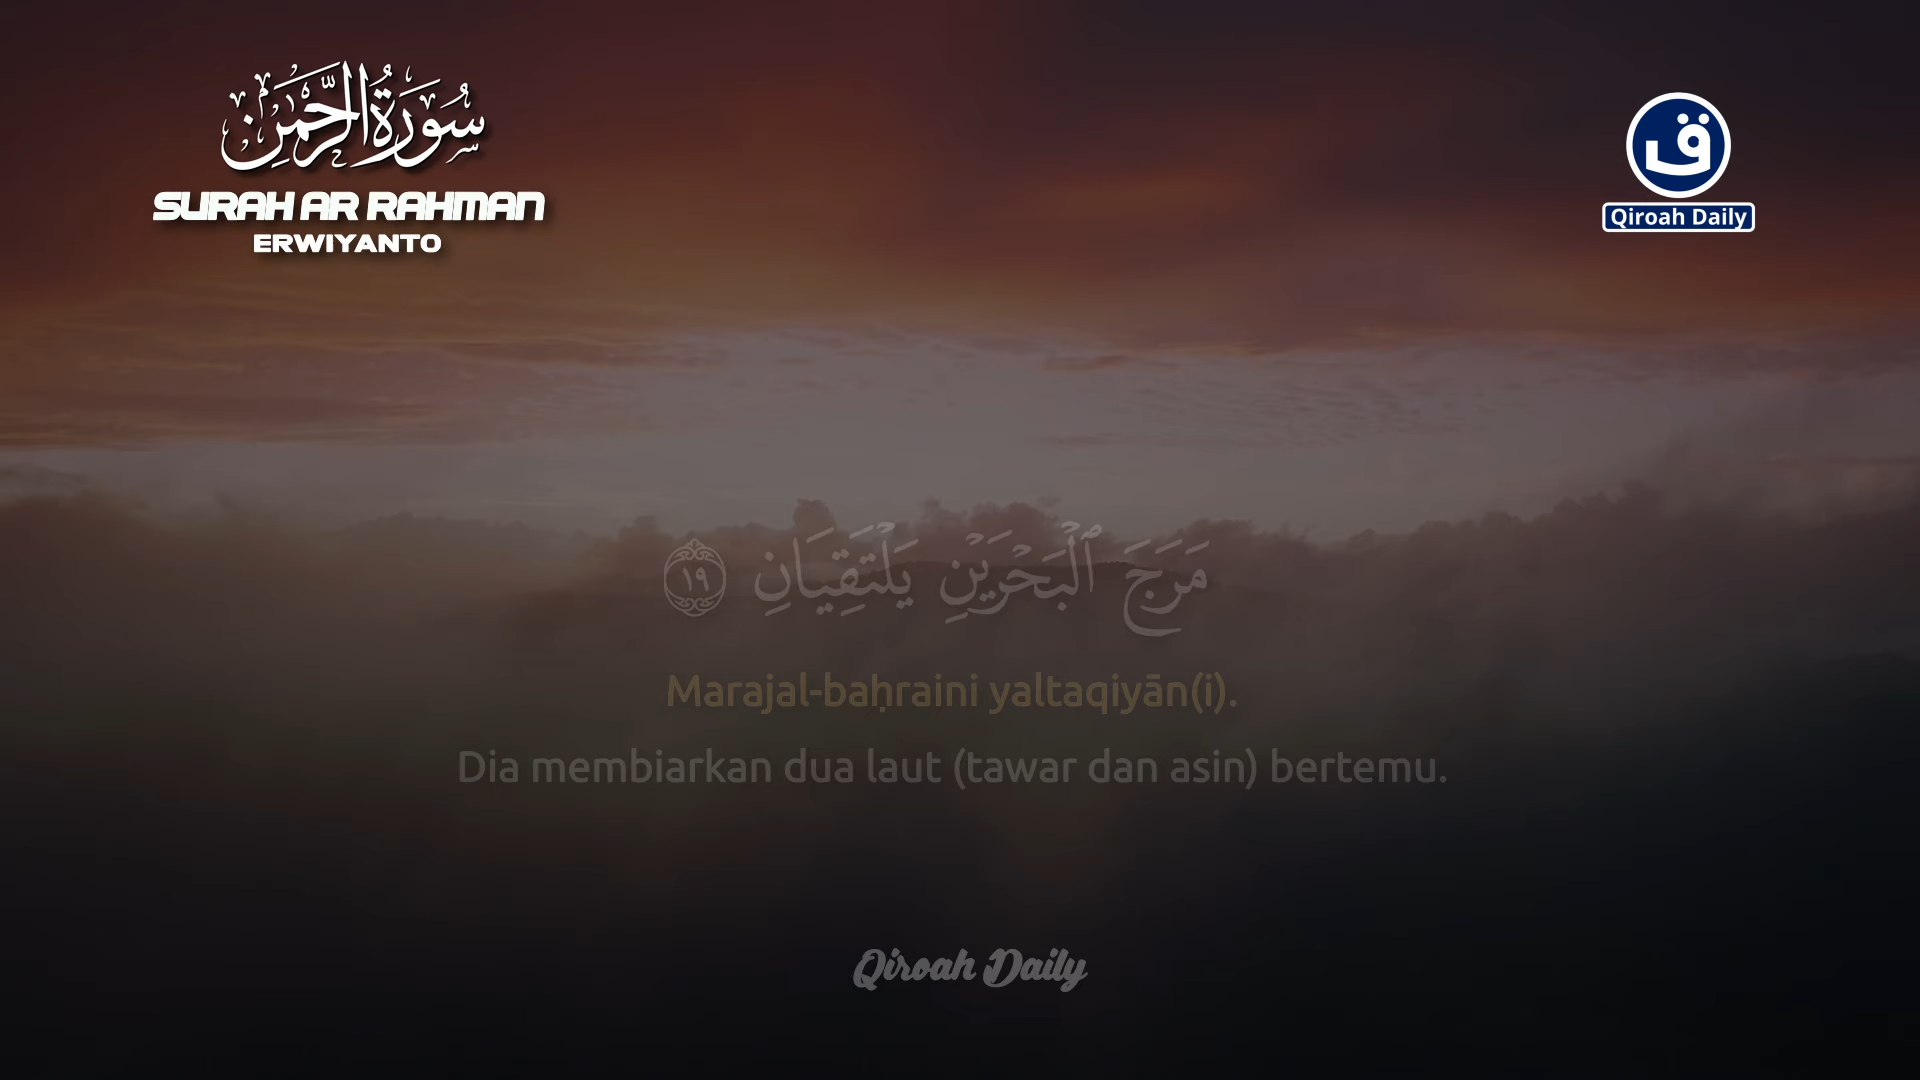 سُورَةُ الرَّحْمٰنِ
SURAH AR RAHMAN
ERWIYANTO
ق
Qiroah Daily
مَرَجَ ٱلْبَحْرَيْنِ يَلْتَقِيَانِ ١٩
Marajal-baḥraini yaltaqiyān(i).
Dia membiarkan dua laut (tawar dan asin) bertemu.
Qiroah Daily